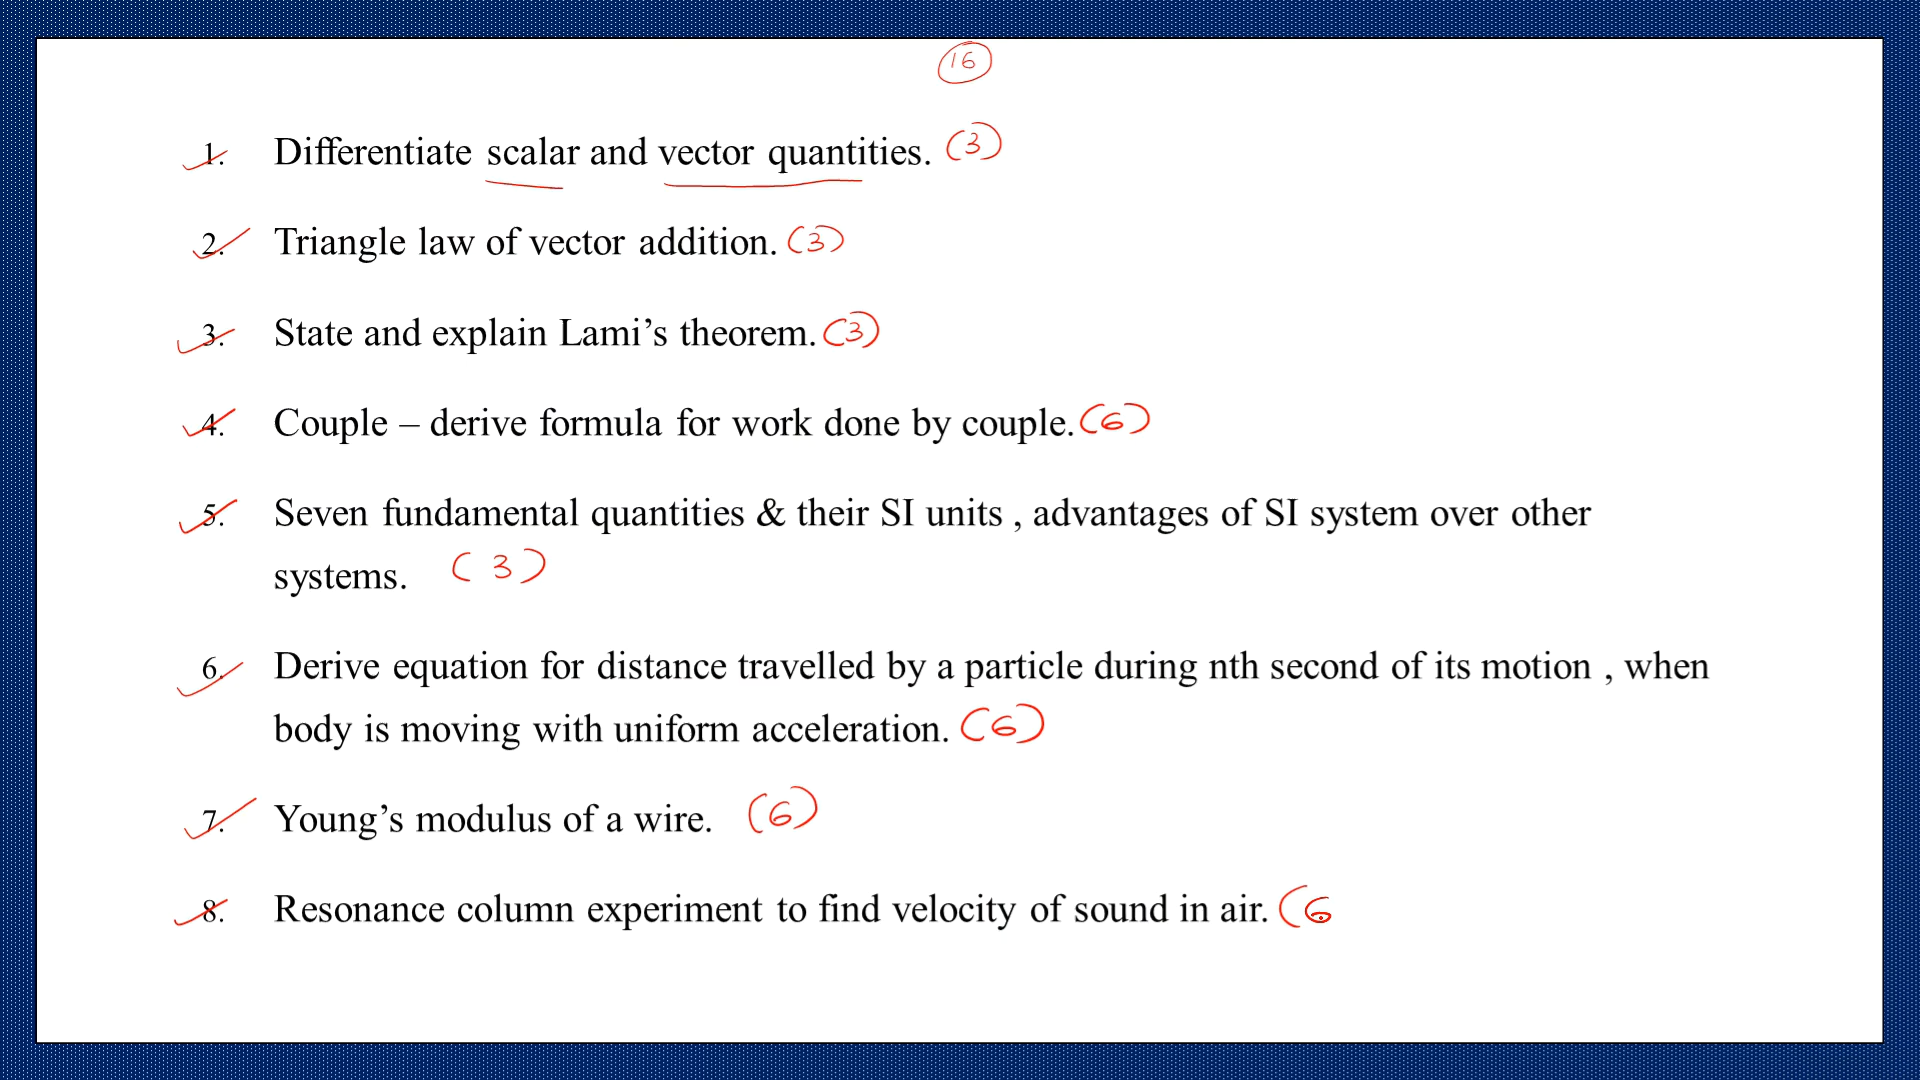 16
1. Differentiate scalar and vector quantities. (3)
2. Triangle law of vector addition. (3)
3. State and explain Lami’s theorem. (3)
4. Couple – derive formula for work done by couple. (6)
5. Seven fundamental quantities & their SI units , advantages of SI system over other
systems. (3)
6. Derive equation for distance travelled by a particle during nth second of its motion , when
body is moving with uniform acceleration. (6)
7. Young’s modulus of a wire. (6)
8. Resonance column experiment to find velocity of sound in air. (6